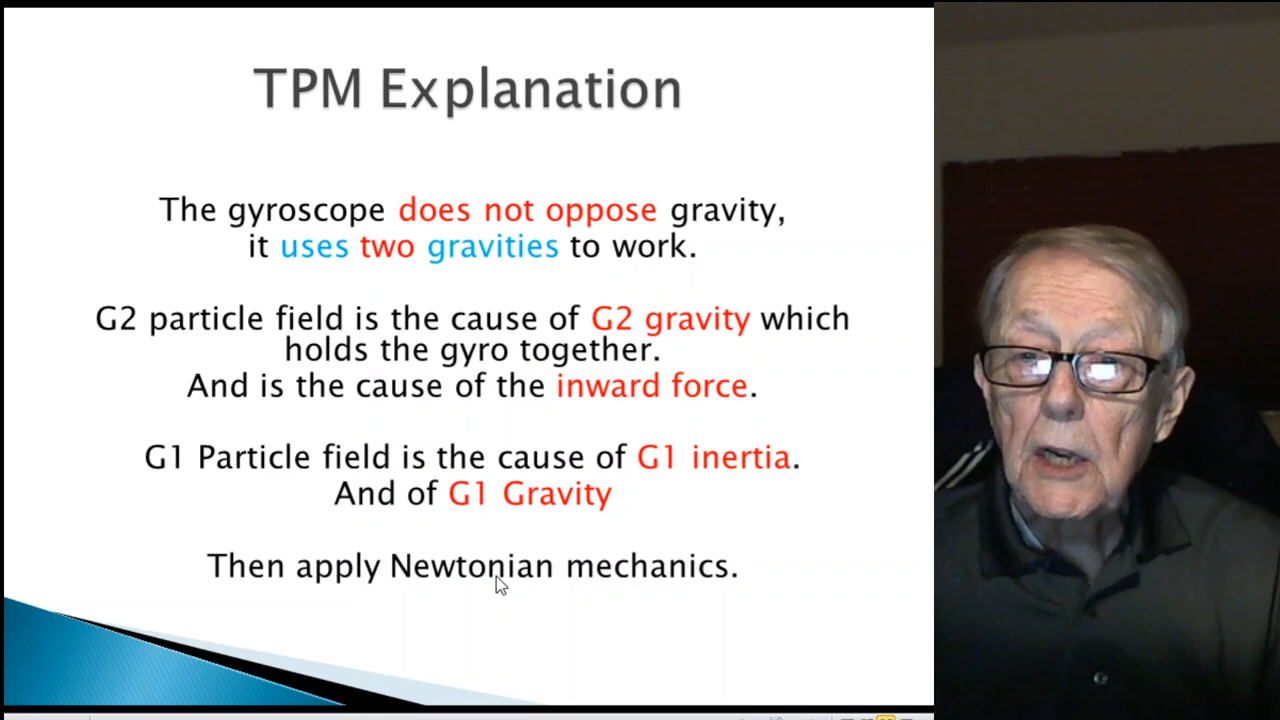 TPM Explanation
The gyroscope does not oppose gravity,
it uses two gravities to work.
G2 particle field is the cause of G2 gravity which
holds the gyro together.
And is the cause of the inward force.
G1 Particle field is the cause of G1 inertia.
And of G1 Gravity
Then apply Newtonian mechanics.